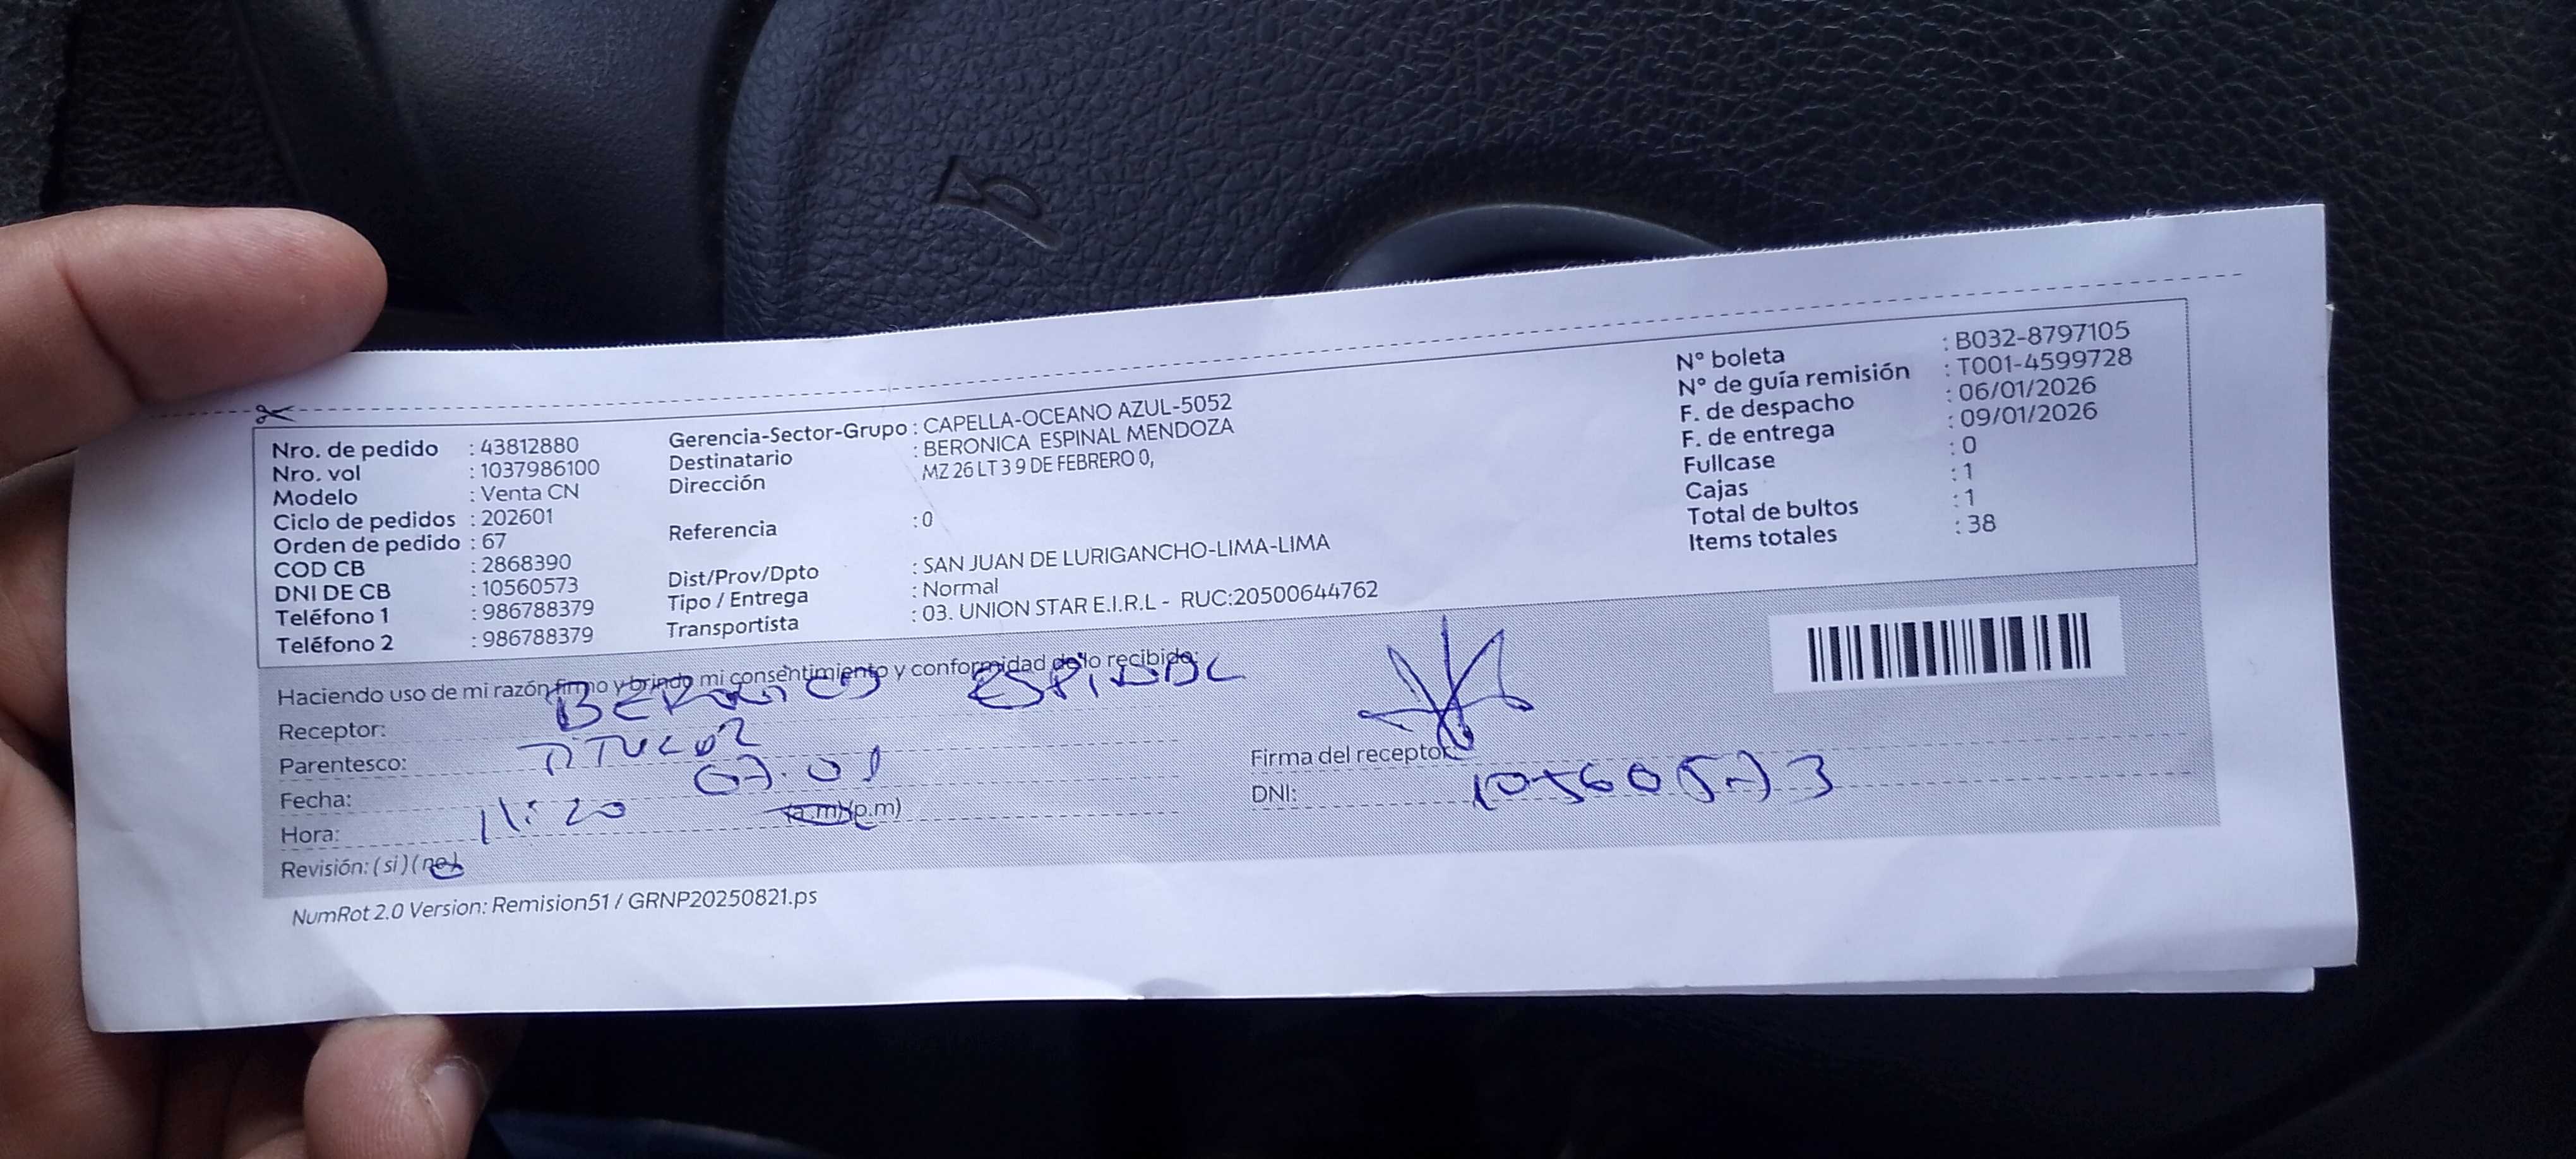 Nro. de pedido : 43812880
Nro. vol : 1037986100
Modelo : Venta CN
Ciclo de pedidos : 202601
Orden de pedido : 67
COD CB : 2868390
DNI DE CB : 10560573
Teléfono 1 : 986788379
Teléfono 2 : 986788379
Gerencia-Sector-Grupo : CAPELLA-OCEANO AZUL-5052
Destinatario : BERONICA ESPINAL MENDOZA
Dirección MZ 26 LT 3 9 DE FEBRERO 0,
Referencia : 0
Dist/Prov/Dpto : SAN JUAN DE LURIGANCHO-LIMA-LIMA
Tipo / Entrega : Normal
Transportista : 03. UNION STAR E.I.R.L - RUC:20500644762
N° boleta : B032-8797105
N° de guía remisión : T001-4599728
F. de despacho : 06/01/2026
F. de entrega : 09/01/2026
Fullcase : 0
Cajas : 1
Total de bultos : 1
Items totales : 38
Haciendo uso de mi razón firmo y brindo mi consentimiento y conformidad de lo recibido:
Receptor: BERONICA ESPINAL
Parentesco: TITULAR
Fecha: 07.01
Hora: 11:20 (a.m)(p.m)
Revisión: (si) (no)
Firma del receptor:
DNI: 10560573
NumRot 2.0 Version: Remision51 / GRNP20250821.ps